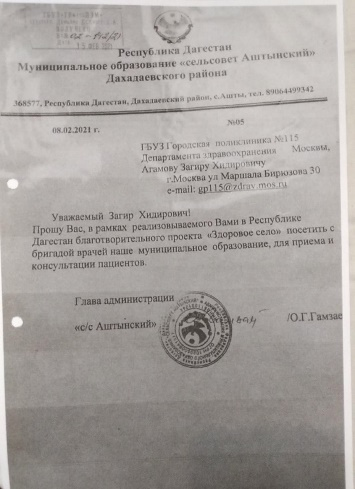 Республика Дагестан
Муниципальное образование «сельсовет Аштынский»
Дахадаевского района
368577, Республика Дагестан, Дахадаевский район, с.Ашты, тел. 89064499342
08.02.2021 г. №05
ГБУЗ Городская поликлиника №115
Департамента здравоохранения Москвы,
Агамову Загиру Хидировичу
г.Москва ул Маршала Бирюзова 30
e-mail: gp115@zdrav.mos.ru
Уважаемый Загир Хидирович!
Прошу Вас, в рамках реализуемого Вами в Республике
Дагестан благотворительного проекта «Здоровое село» посетить с
бригадой врачей наше муниципальное образование, для приема и
консультации пациентов.
Глава администрации
«с/с Аштынский» /О.Г.Гамзае